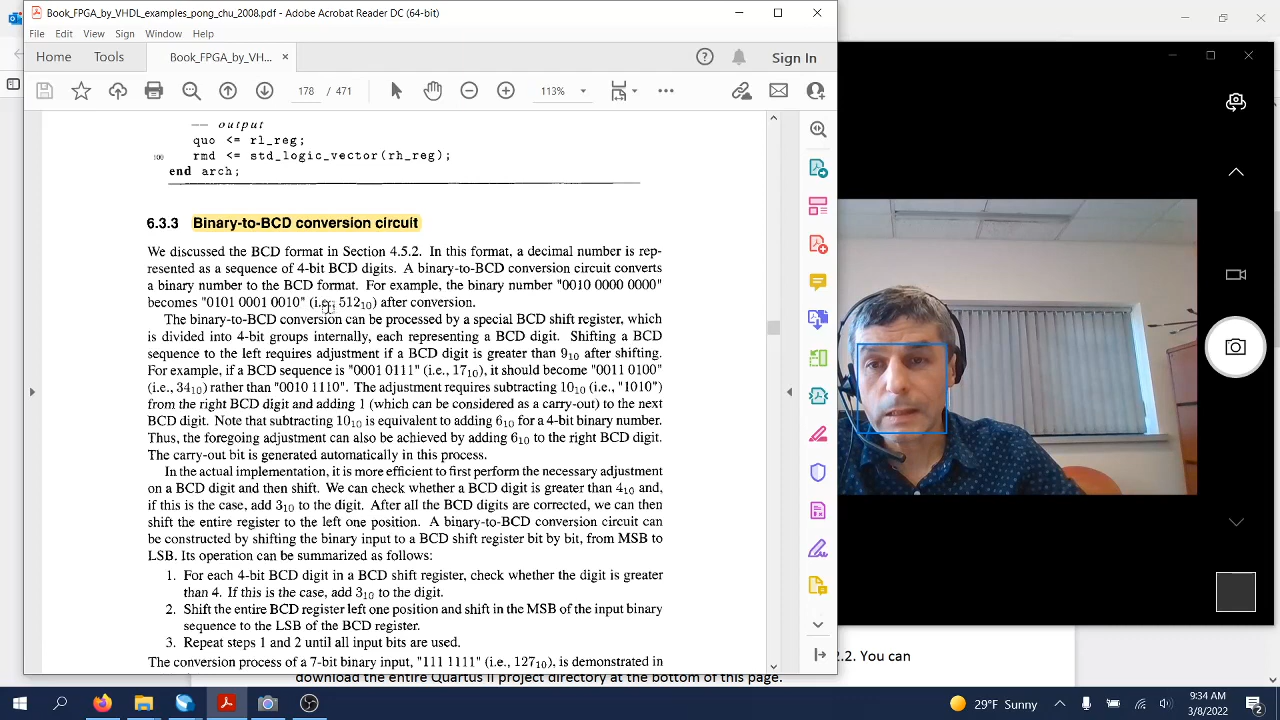 Book_FPGA_by_VHDL_examples_pong_chu_2008.pdf - Adobe Acrobat Reader DC (64-bit)
File Edit View Sign Window Help
Home Tools Book_FPGA_by_VH... × Sign In
178 / 471 113%
-- output
quo <= rl_reg;
100 rmd <= std_logic_vector(rh_reg);
end arch;
6.3.3 Binary-to-BCD conversion circuit
We discussed the BCD format in Section 4.5.2. In this format, a decimal number is rep-
resented as a sequence of 4-bit BCD digits. A binary-to-BCD conversion circuit converts
a binary number to the BCD format. For example, the binary number "0010 0000 0000"
becomes "0101 0001 0010" (i.e., 512₁₀) after conversion.
The binary-to-BCD conversion can be processed by a special BCD shift register, which
is divided into 4-bit groups internally, each representing a BCD digit. Shifting a BCD
sequence to the left requires adjustment if a BCD digit is greater than 9₁₀ after shifting.
For example, if a BCD sequence is "0001 0111" (i.e., 17₁₀), it should become "0011 0100"
(i.e., 34₁₀) rather than "0010 1110". The adjustment requires subtracting 10₁₀ (i.e., "1010")
from the right BCD digit and adding 1 (which can be considered as a carry-out) to the next
BCD digit. Note that subtracting 10₁₀ is equivalent to adding 6₁₀ for a 4-bit binary number.
Thus, the foregoing adjustment can also be achieved by adding 6₁₀ to the right BCD digit.
The carry-out bit is generated automatically in this process.
In the actual implementation, it is more efficient to first perform the necessary adjustment
on a BCD digit and then shift. We can check whether a BCD digit is greater than 4₁₀ and,
if this is the case, add 3₁₀ to the digit. After all the BCD digits are corrected, we can then
shift the entire register to the left one position. A binary-to-BCD conversion circuit can
be constructed by shifting the binary input to a BCD shift register bit by bit, from MSB to
LSB. Its operation can be summarized as follows:
1. For each 4-bit BCD digit in a BCD shift register, check whether the digit is greater
than 4. If this is the case, add 3₁₀ to the digit.
2. Shift the entire BCD register left one position and shift in the MSB of the input binary
sequence to the LSB of the BCD register.
3. Repeat steps 1 and 2 until all input bits are used.
The conversion process of a 7-bit binary input, "111 1111" (i.e., 127₁₀), is demonstrated in
2.2. You can
download the entire Quartus II project directory at the bottom of this page.
29°F Sunny
9:34 AM
3/8/2022
2